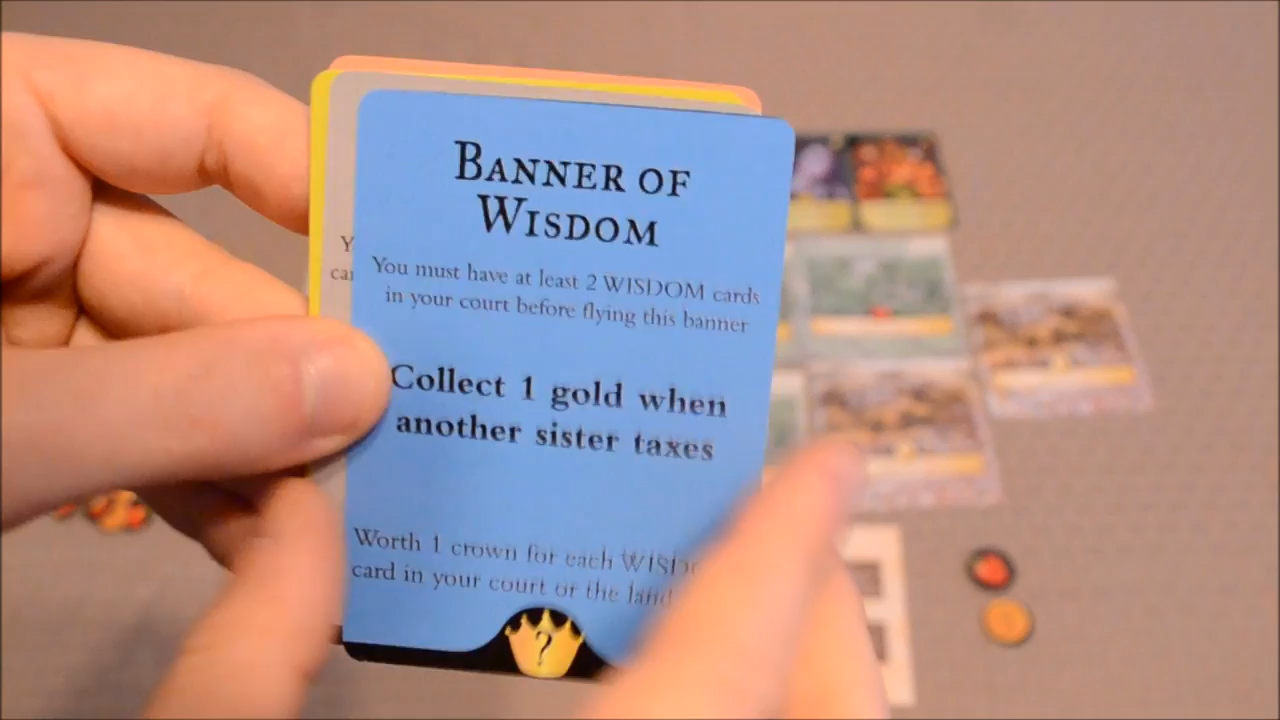 BANNER OF
WISDOM
You must have at least 2 WISDOM cards
in your court before flying this banner
Collect 1 gold when
another sister taxes
Worth 1 crown for each
card in your court or the land
?